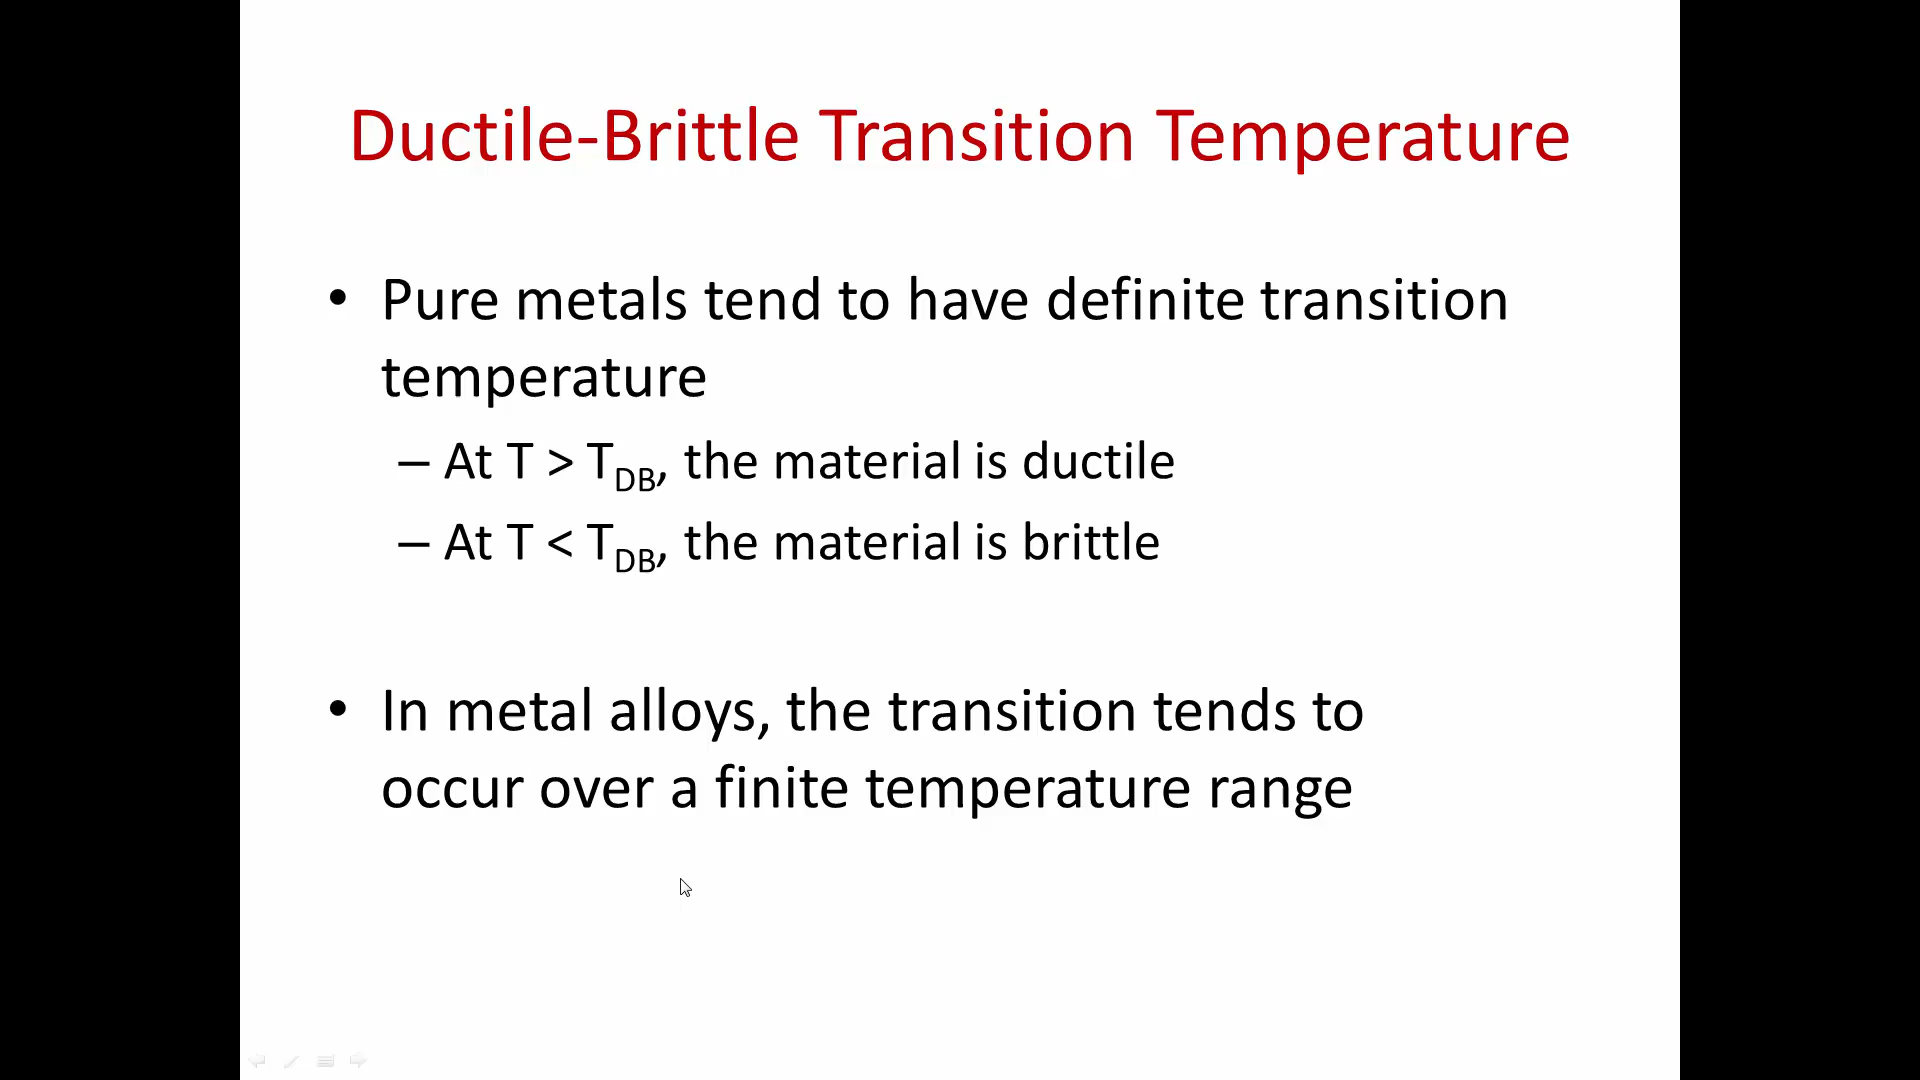 Ductile-Brittle Transition Temperature
• Pure metals tend to have definite transition
temperature
– At T > TDB, the material is ductile
– At T < TDB, the material is brittle
• In metal alloys, the transition tends to
occur over a finite temperature range